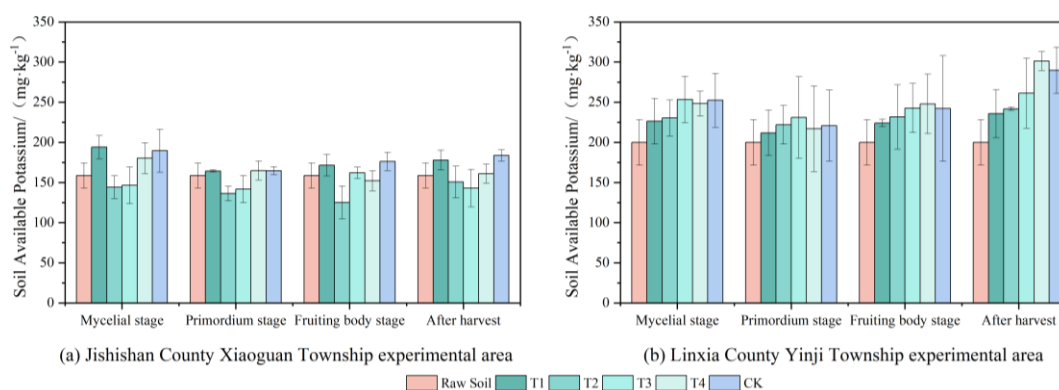 Soil Available Potassium/（mg·kg⁻¹）
350
300
250
200
150
100
50
0
Mycelial stage Primordium stage Fruiting body stage After harvest
(a) Jishishan County Xiaoguan Township experimental area
Soil Available Potassium/（mg·kg⁻¹）
350
300
250
200
150
100
50
0
Mycelial stage Primordium stage Fruiting body stage After harvest
(b) Linxia County Yinji Township experimental area
Raw Soil T1 T2 T3 T4 CK